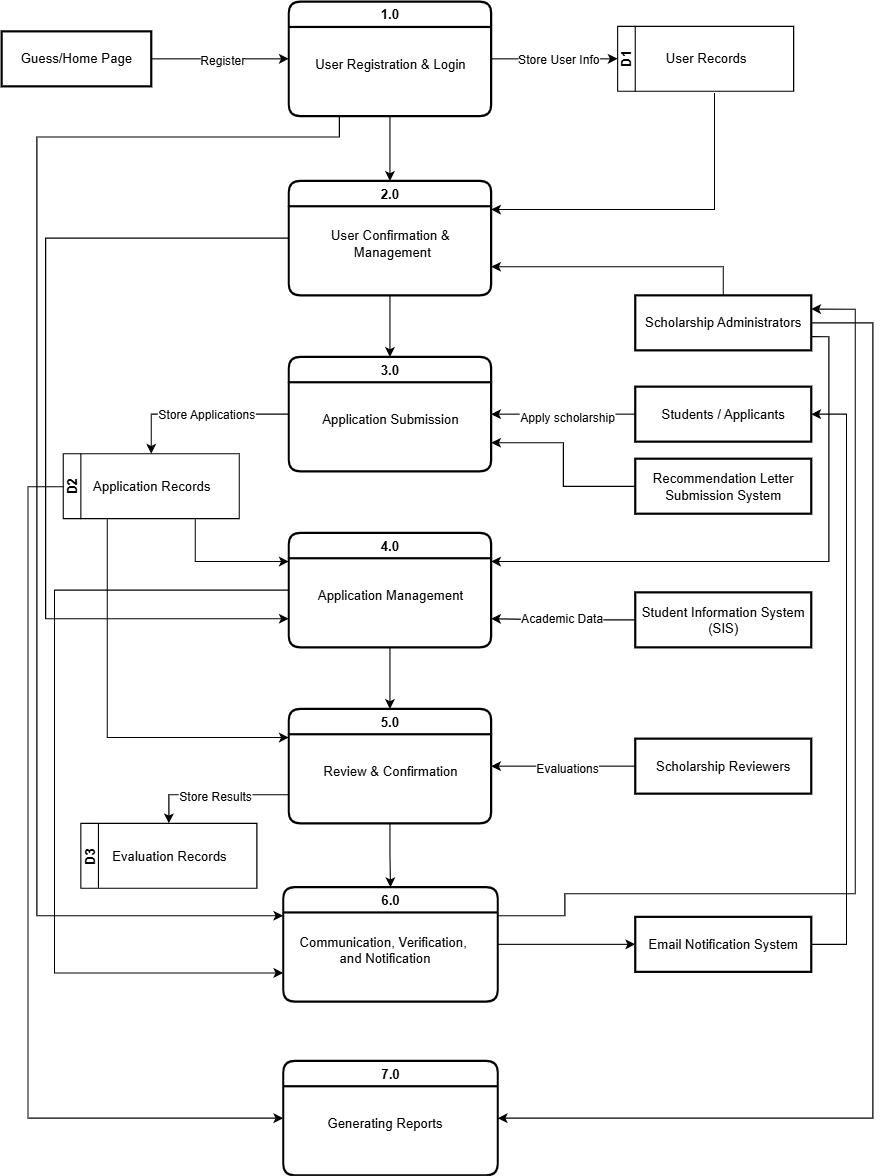 1.0
Guess/Home Page
Register
User Registration & Login
Store User Info
D1
User Records
2.0
User Confirmation &
Management
Scholarship Administrators
3.0
Application Submission
Store Applications
Apply scholarship
Students / Applicants
Recommendation Letter
Submission System
D2
Application Records
4.0
Application Management
Academic Data
Student Information System
(SIS)
5.0
Review & Confirmation
Evaluations
Scholarship Reviewers
Store Results
D3
Evaluation Records
6.0
Communication, Verification,
and Notification
Email Notification System
7.0
Generating Reports